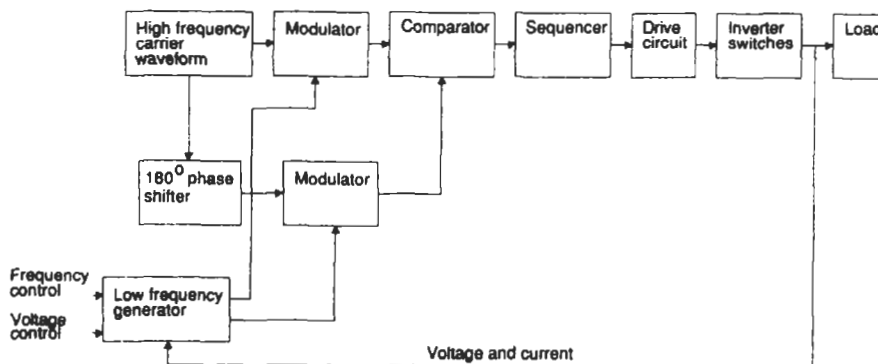 High frequency
carrier
waveform
Modulator
Comparator
Sequencer
Drive
circuit
Inverter
switches
Load
180° phase
shifter
Modulator
Frequency
control
Voltage
control
Low frequency
generator
Voltage and current